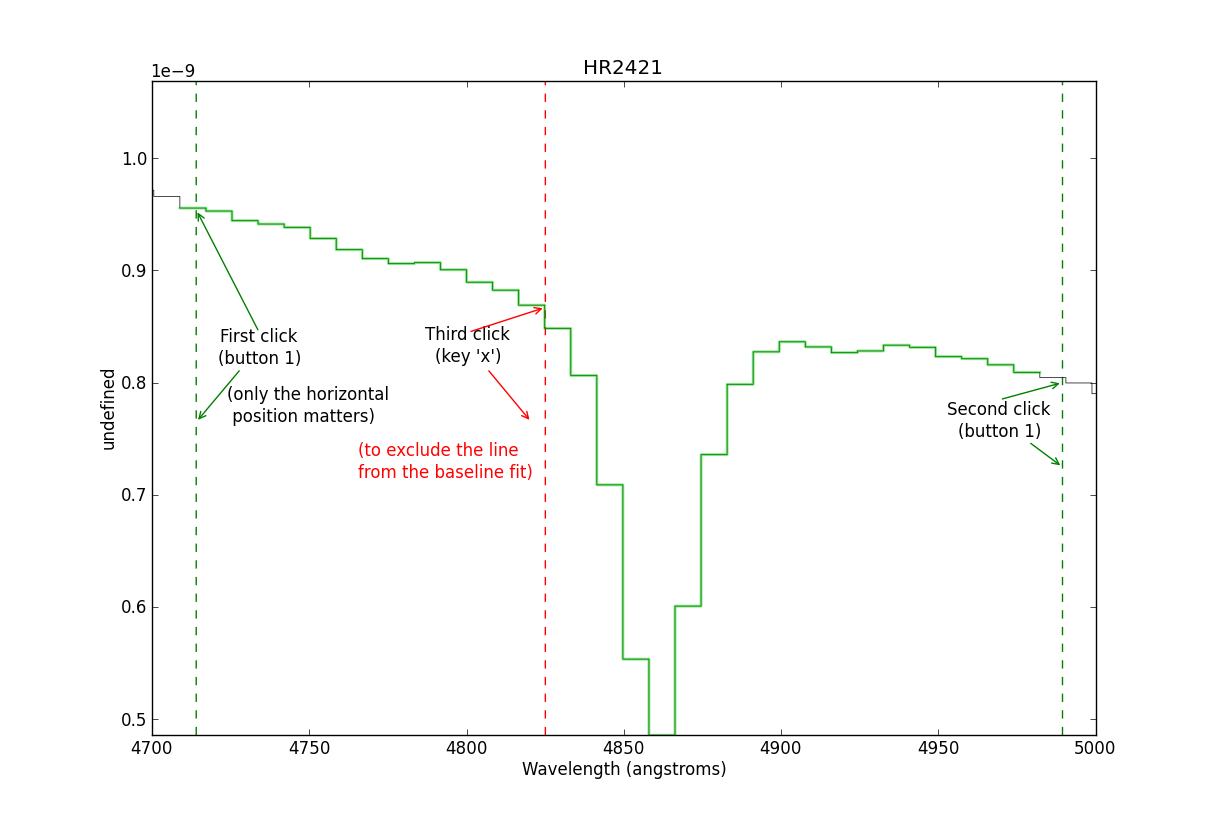 HR2421
1e−9
1.0
0.9
0.8
0.7
0.6
0.5
undefined
First click
(button 1)
(only the horizontal
position matters)
Third click
(key 'x')
(to exclude the line
from the baseline fit)
Second click
(button 1)
4700 4750 4800 4850 4900 4950 5000
Wavelength (angstroms)